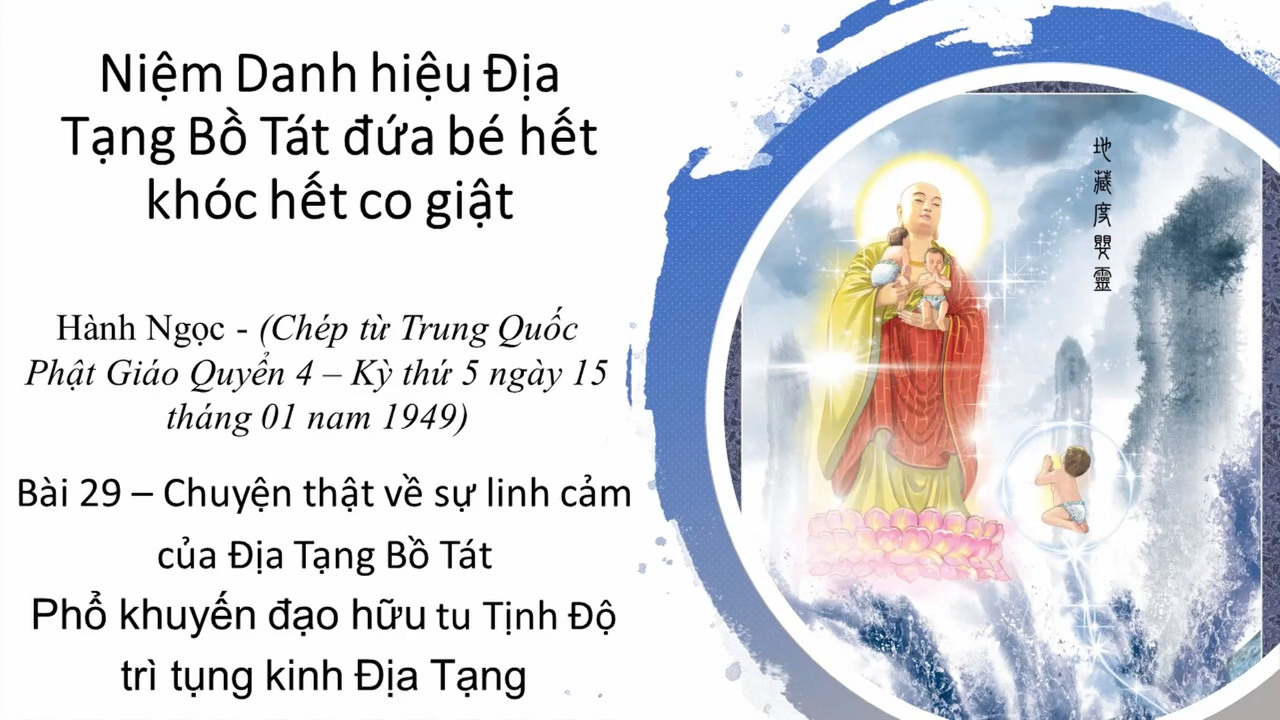 Niệm Danh hiệu Địa
Tạng Bồ Tát đứa bé hết
khóc hết co giật
Hành Ngọc - (Chép từ Trung Quốc
Phật Giáo Quyển 4 – Kỳ thứ 5 ngày 15
tháng 01 nam 1949)
Bài 29 – Chuyện thật về sự linh cảm
của Địa Tạng Bồ Tát
Phổ khuyến đạo hữu tu Tịnh Độ
trì tụng kinh Địa Tạng
地藏度嬰靈